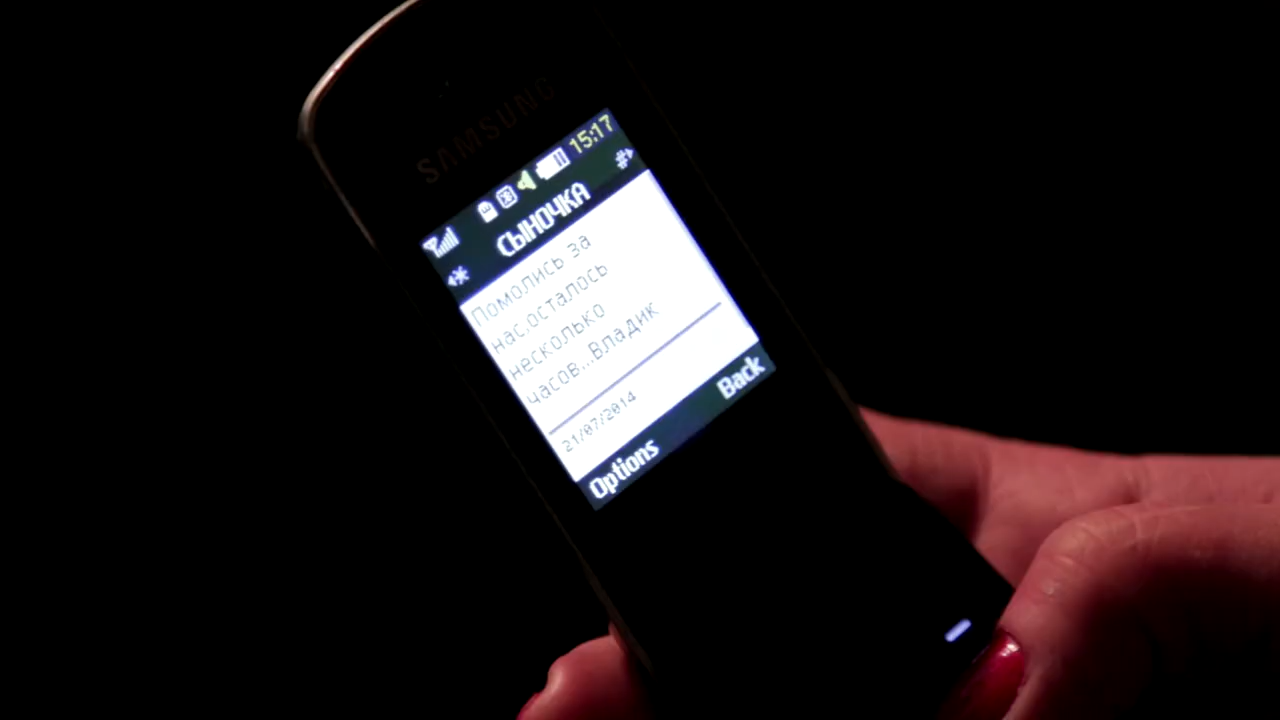 SAMSUNG
15:17
СЫНОЧКА
Помолись за
нас,осталось
несколько
часов...Владик
21/07/2014
Options Back